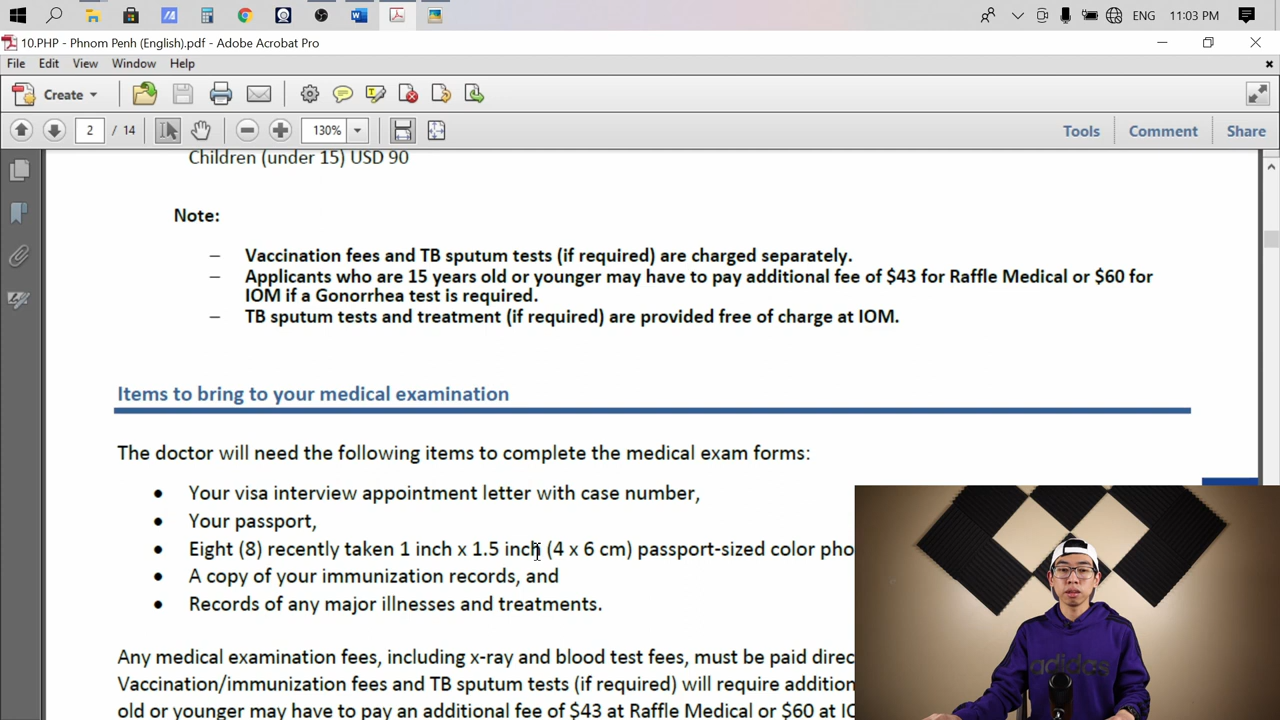 ENG 11:03 PM
10.PHP - Phnom Penh (English).pdf - Adobe Acrobat Pro
File Edit View Window Help
Create
2 / 14 130% Tools Comment Share
Children (under 15) USD 90
Note:
– Vaccination fees and TB sputum tests (if required) are charged separately.
– Applicants who are 15 years old or younger may have to pay additional fee of $43 for Raffle Medical or $60 for
IOM if a Gonorrhea test is required.
– TB sputum tests and treatment (if required) are provided free of charge at IOM.
Items to bring to your medical examination
The doctor will need the following items to complete the medical exam forms:
• Your visa interview appointment letter with case number,
• Your passport,
• Eight (8) recently taken 1 inch x 1.5 inch (4 x 6 cm) passport-sized color pho
• A copy of your immunization records, and
• Records of any major illnesses and treatments.
Any medical examination fees, including x-ray and blood test fees, must be paid direc
Vaccination/immunization fees and TB sputum tests (if required) will require addition
old or younger may have to pay an additional fee of $43 at Raffle Medical or $60 at IO
adidas